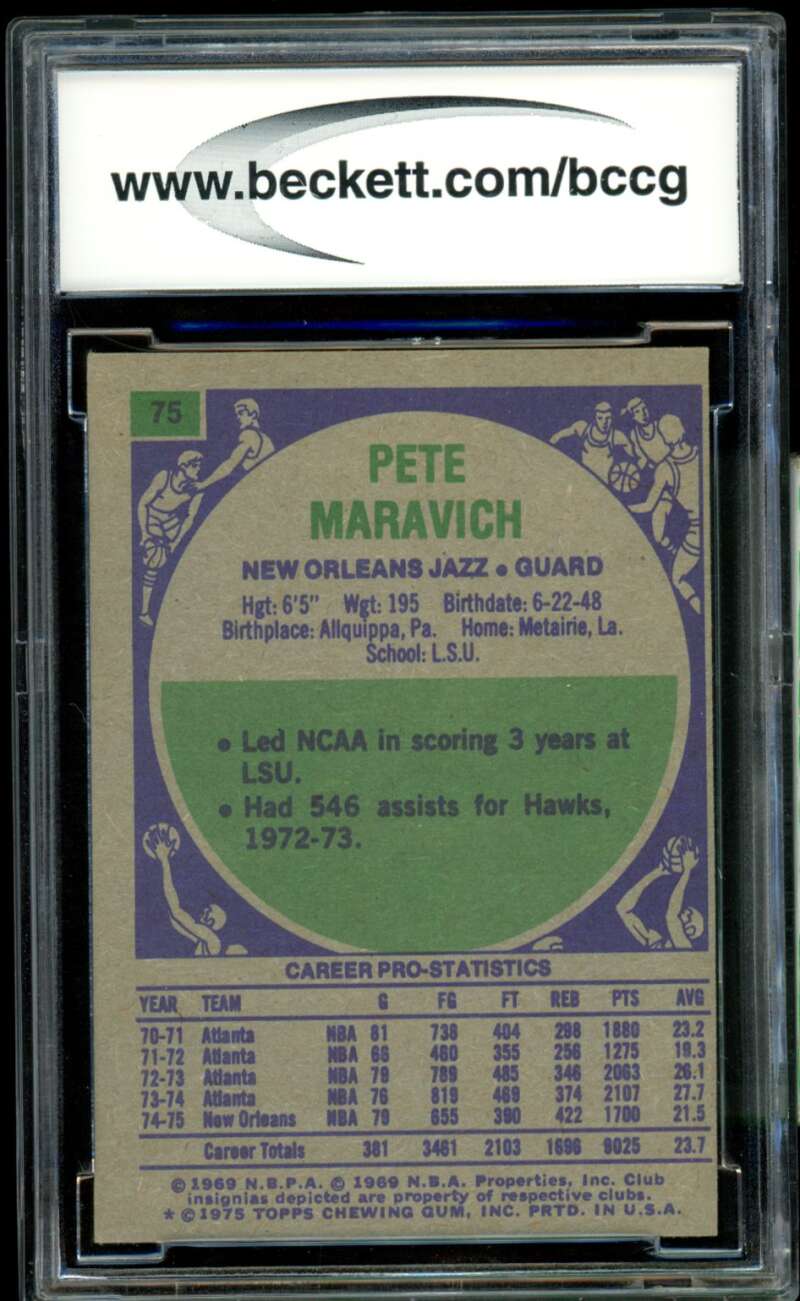 www.beckett.com/bccg
75
PETE
MARAVICH
NEW ORLEANS JAZZ • GUARD
Hgt: 6'5" Wgt: 195 Birthdate: 6-22-48
Birthplace: Aliquippa, Pa. Home: Metairie, La.
School: L.S.U.
• Led NCAA in scoring 3 years at
LSU.
• Had 546 assists for Hawks,
1972-73.
CAREER PRO-STATISTICS
YEAR TEAM G FG FT REB PTS AVG
70-71 Atlanta NBA 81 738 404 298 1880 23.2
71-72 Atlanta NBA 66 460 355 256 1275 19.3
72-73 Atlanta NBA 79 789 485 346 2063 26.1
73-74 Atlanta NBA 76 819 469 374 2107 27.7
74-75 New Orleans NBA 79 655 390 422 1700 21.5
Career Totals 381 3461 2103 1696 9025 23.7
© 1969 N.B.P.A. © 1969 N.B.A. Properties, Inc. Club
insignias depicted are property of respective clubs.
* © 1975 TOPPS CHEWING GUM, INC. PRTD. IN U.S.A.